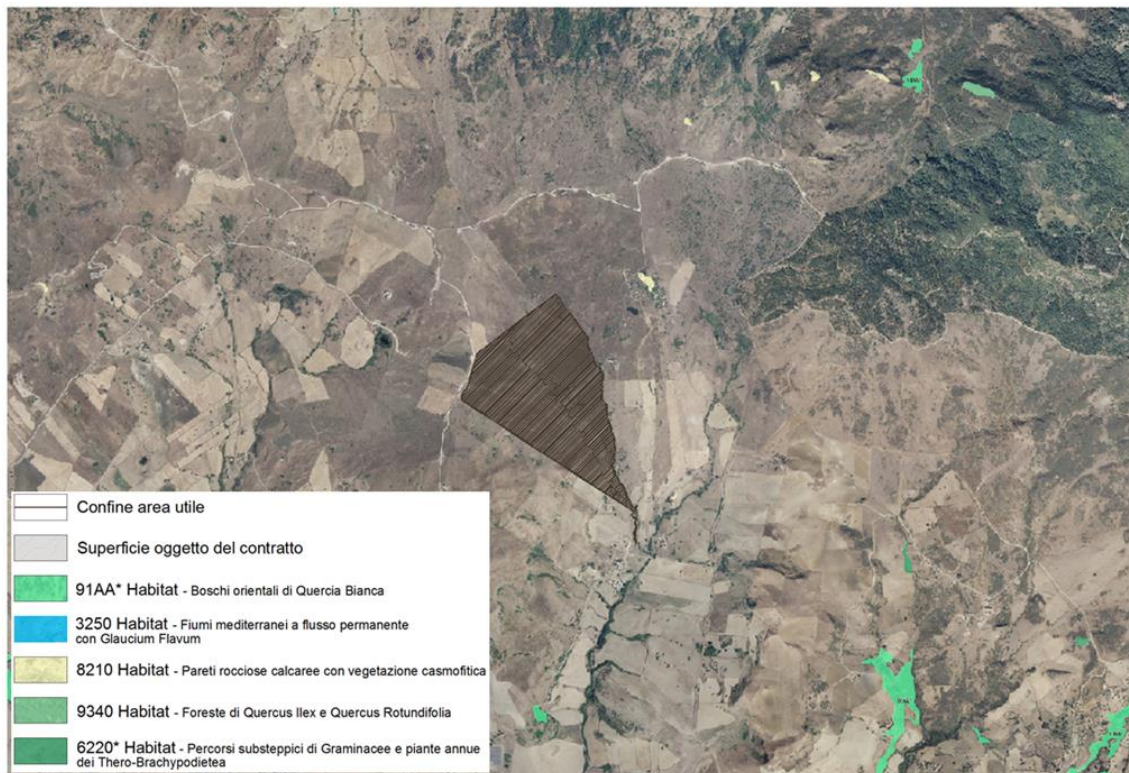 Confine area utile
Superficie oggetto del contratto
91AA* Habitat - Boschi orientali di Quercia Bianca
3250 Habitat - Fiumi mediterranei a flusso permanente
con Glaucium Flavum
8210 Habitat - Pareti rocciose calcaree con vegetazione casmofitica
9340 Habitat - Foreste di Quercus Ilex e Quercus Rotundifolia
6220* Habitat - Percorsi substeppici di Graminacee e piante annue
dei Thero-Brachypodietea